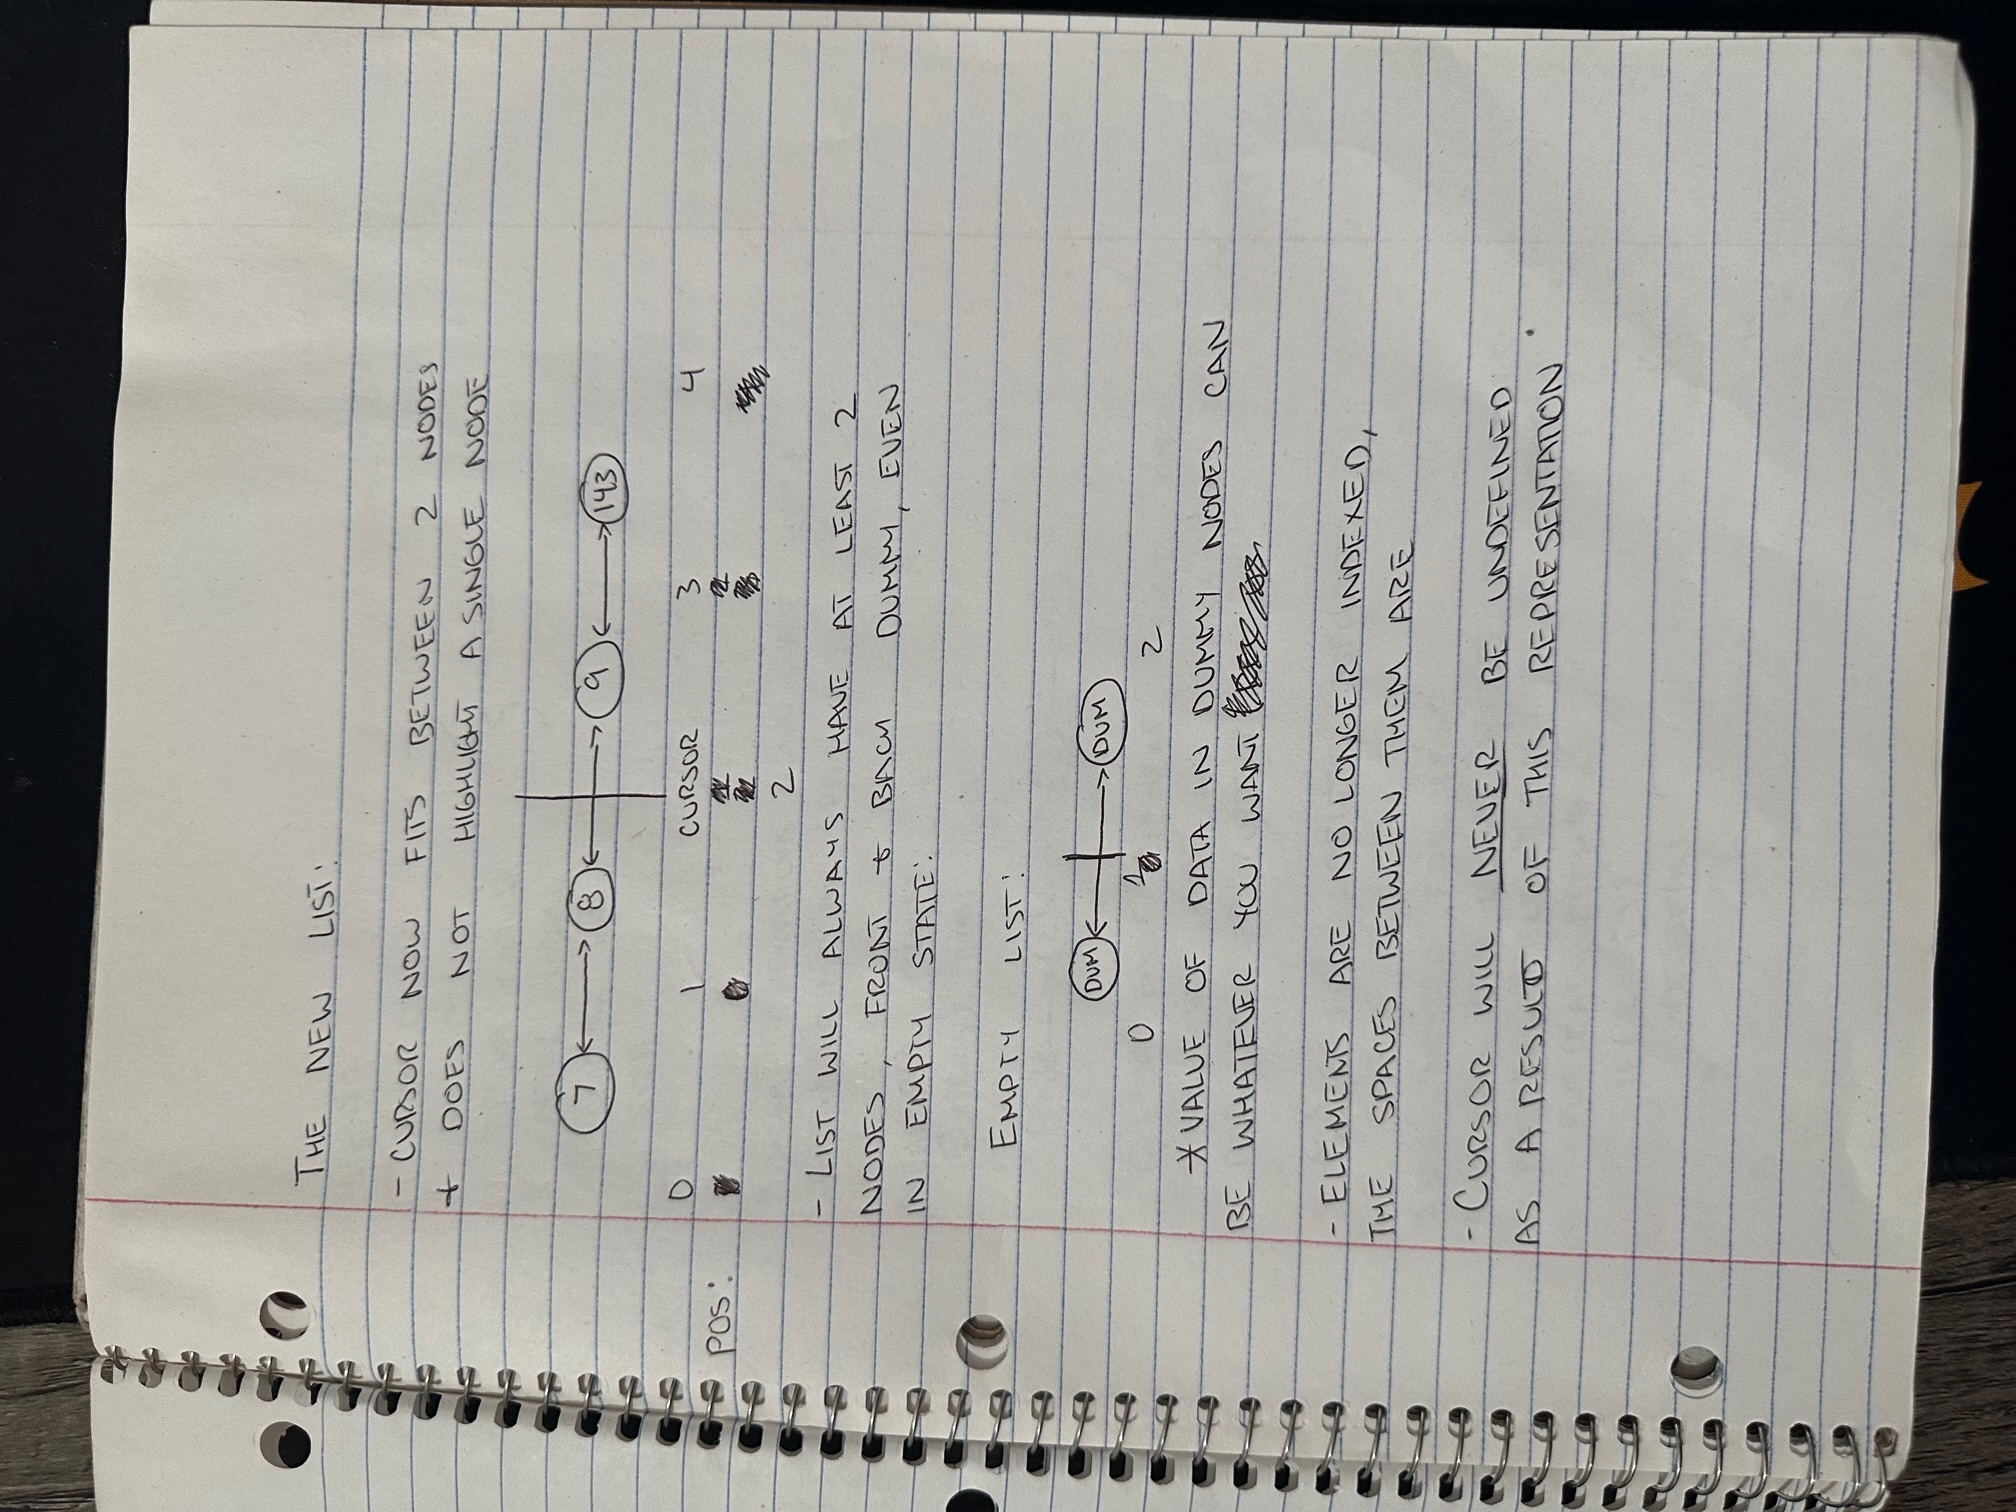 THE NEW LIST:
- CURSOR NOW FITS BETWEEN 2 NODES
+ DOES NOT HIGHLIGHT A SINGLE NODE
7 8 9 143
0 1 CURSOR 3 4
POS:
2
- LIST WILL ALWAYS HAVE AT LEAST 2
NODES, FRONT + BACK DUMMY, EVEN
IN EMPTY STATE:
EMPTY LIST:
DUM DUM
0 1 2
* VALUE OF DATA IN DUMMY NODES CAN
BE WHATEVER YOU WANT
- ELEMENTS ARE NO LONGER INDEXED,
THE SPACES BETWEEN THEM ARE
- CURSOR WILL NEVER BE UNDEFINED
AS A RESULT OF THIS REPRESENTATION